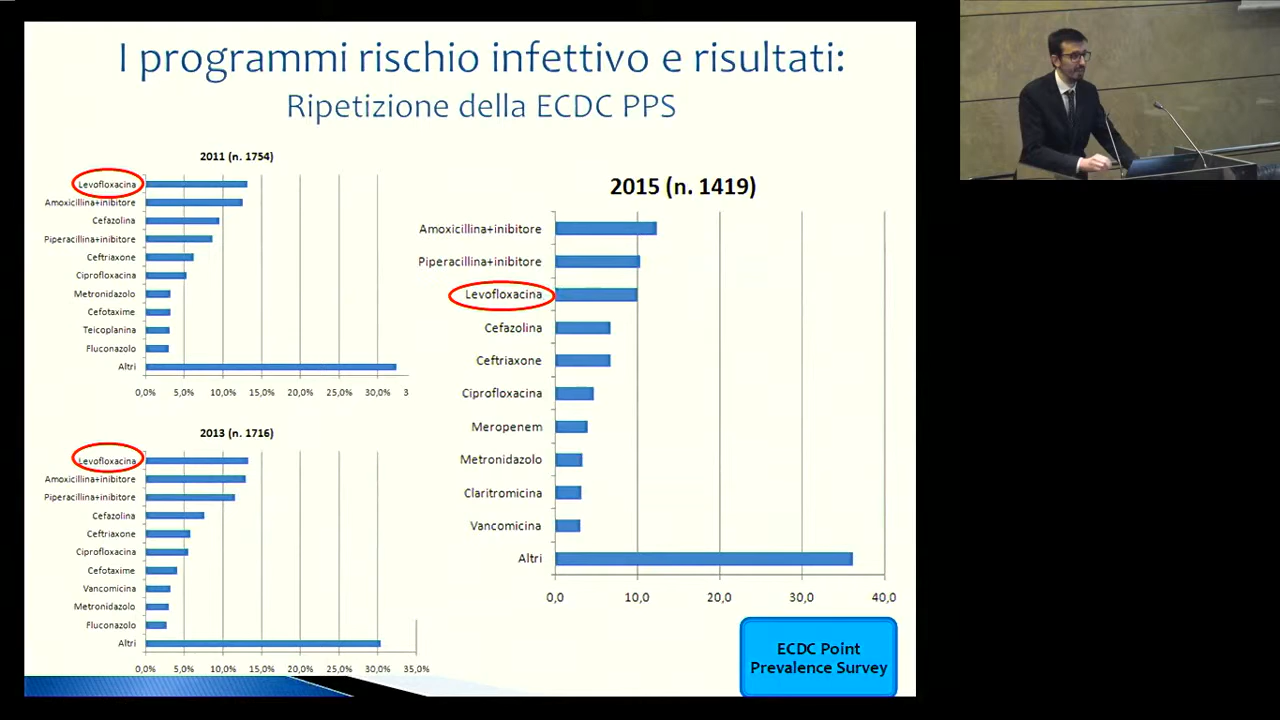 I programmi rischio infettivo e risultati:
Ripetizione della ECDC PPS
2011 (n. 1754)
Levofloxacina
Amoxicillina+inibitore
Cefazolina
Piperacillina+inibitore
Ceftriaxone
Ciprofloxacina
Metronidazolo
Cefotaxime
Teicoplanina
Fluconazolo
Altri
0,0% 5,0% 10,0% 15,0% 20,0% 25,0% 30,0% 3
2013 (n. 1716)
Levofloxacina
Amoxicillina+inibitore
Piperacillina+inibitore
Cefazolina
Ceftriaxone
Ciprofloxacina
Cefotaxime
Vancomicina
Metronidazolo
Fluconazolo
Altri
0,0% 5,0% 10,0% 15,0% 20,0% 25,0% 30,0% 35,0%
2015 (n. 1419)
Amoxicillina+inibitore
Piperacillina+inibitore
Levofloxacina
Cefazolina
Ceftriaxone
Ciprofloxacina
Meropenem
Metronidazolo
Claritromicina
Vancomicina
Altri
0,0 10,0 20,0 30,0 40,0
ECDC Point
Prevalence Survey